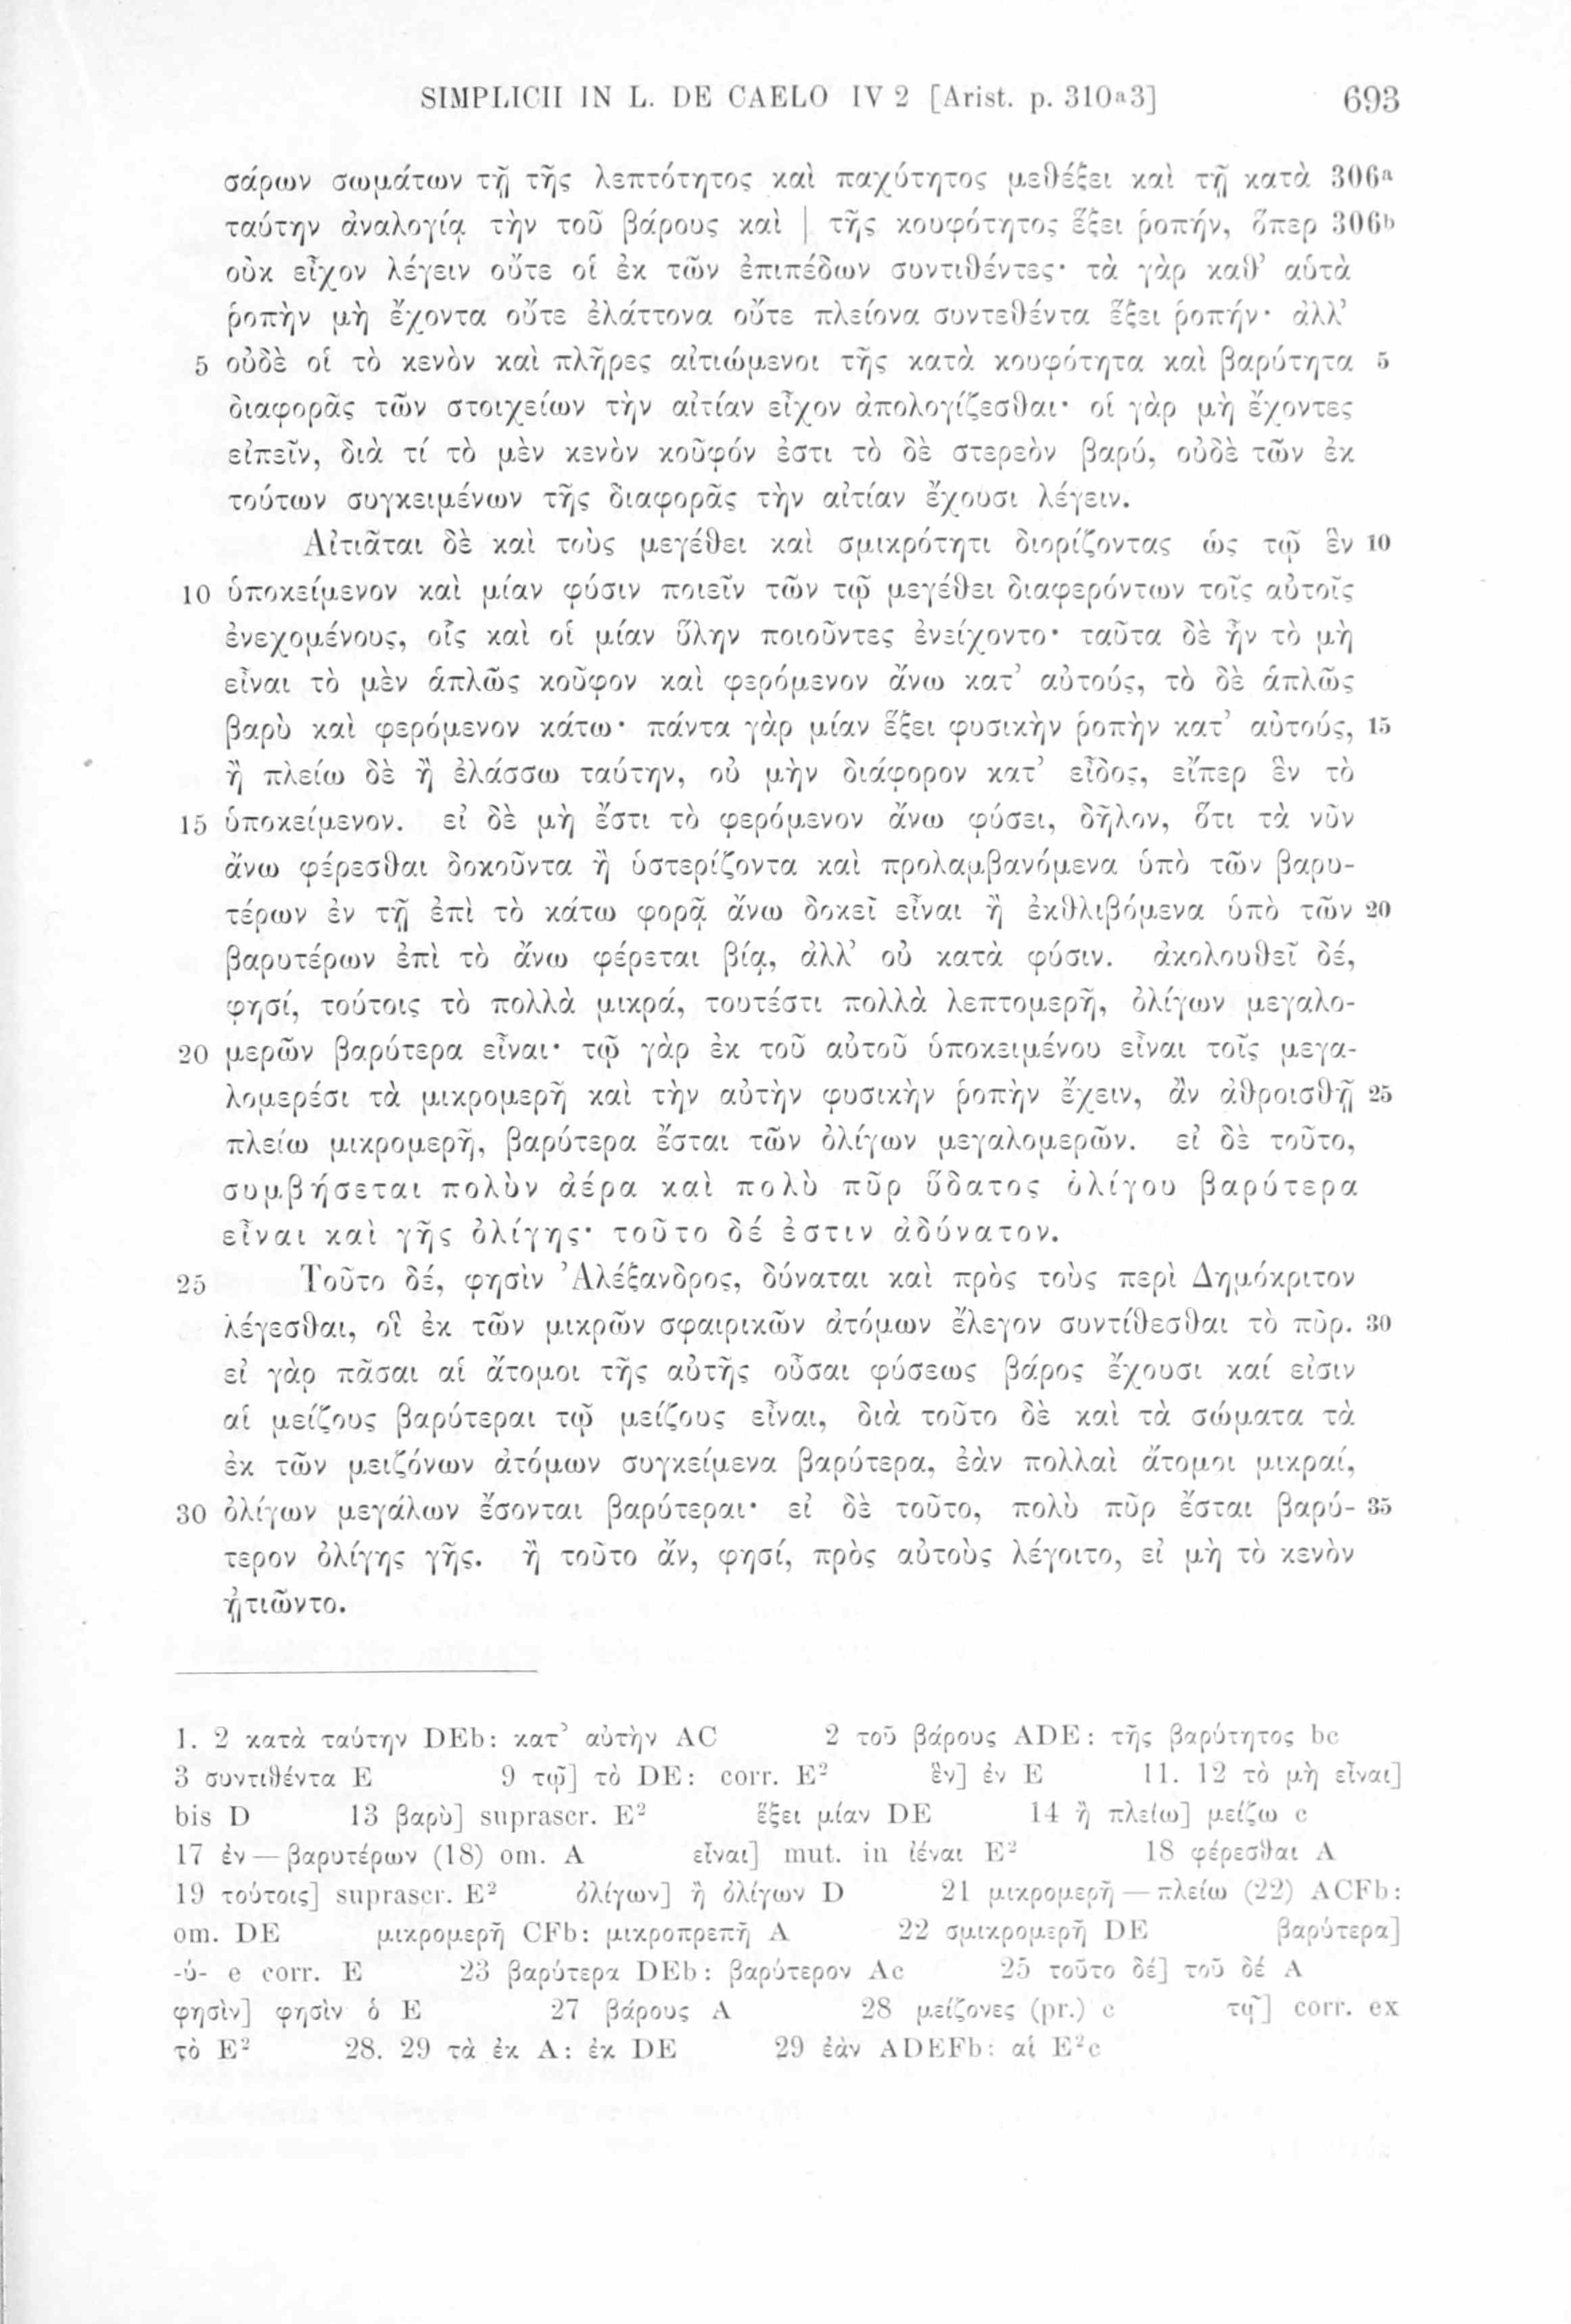 SIMPLICII IN L. DE CAELO IV 2 [Arist. p. 310ᵃ3] 693
σάρων σωμάτων τῇ τῆς λεπτότητος καὶ παχύτητος μεθέξει καὶ τῇ κατὰ 306ᵃ
ταύτην ἀναλογίᾳ τὴν τοῦ βάρους καὶ | τῆς κουφότητος ἕξει ῥοπήν, ὅπερ 306ᵇ
οὐκ εἶχον λέγειν οὔτε οἱ ἐκ τῶν ἐπιπέδων συντιθέντες· τὰ γὰρ καθ’ αὑτὰ
ῥοπὴν μὴ ἔχοντα οὔτε ἐλάττονα οὔτε πλείονα συντεθέντα ἕξει ῥοπήν· ἀλλ’
5 οὐδὲ οἱ τὸ κενὸν καὶ πλῆρες αἰτιώμενοι τῆς κατὰ κουφότητα καὶ βαρύτητα 5
διαφορᾶς τῶν στοιχείων τὴν αἰτίαν εἶχον ἀπολογίζεσθαι· οἱ γὰρ μὴ ἔχοντες
εἰπεῖν, διὰ τί τὸ μὲν κενὸν κοῦφόν ἐστι τὸ δὲ στερεὸν βαρύ, οὐδὲ τῶν ἐκ
τούτων συγκειμένων τῆς διαφορᾶς τὴν αἰτίαν ἔχουσι λέγειν.
Αἰτιᾶται δὲ καὶ τοὺς μεγέθει καὶ σμικρότητι διορίζοντας ὡς τῷ ἓν 10
10 ὑποκείμενον καὶ μίαν φύσιν ποιεῖν τῶν τῷ μεγέθει διαφερόντων τοῖς αὐτοῖς
ἐνεχομένους, οἷς καὶ οἱ μίαν ὕλην ποιοῦντες ἐνείχοντο· ταῦτα δὲ ἦν τὸ μὴ
εἶναι τὸ μὲν ἁπλῶς κοῦφον καὶ φερόμενον ἄνω κατ’ αὐτούς, τὸ δὲ ἁπλῶς
βαρὺ καὶ φερόμενον κάτω· πάντα γὰρ μίαν ἕξει φυσικὴν ῥοπὴν κατ’ αὐτούς, 15
ἢ πλείω δὲ ἢ ἐλάσσω ταύτην, οὐ μὴν διάφορον κατ’ εἶδος, εἴπερ ἓν τὸ
15 ὑποκείμενον. εἰ δὲ μὴ ἔστι τὸ φερόμενον ἄνω φύσει, δῆλον, ὅτι τὰ νῦν
ἄνω φέρεσθαι δοκοῦντα ἢ ὑστερίζοντα καὶ προλαμβανόμενα ὑπὸ τῶν βαρυ-
τέρων ἐν τῇ ἐπὶ τὸ κάτω φορᾷ ἄνω δοκεῖ εἶναι ἢ ἐκθλιβόμενα ὑπὸ τῶν 20
βαρυτέρων ἐπὶ τὸ ἄνω φέρεται βίᾳ, ἀλλ’ οὐ κατὰ φύσιν. ἀκολουθεῖ δέ,
φησί, τούτοις τὸ πολλὰ μικρά, τουτέστι πολλὰ λεπτομερῆ, ὀλίγων μεγαλο-
20 μερῶν βαρύτερα εἶναι· τῷ γὰρ ἐκ τοῦ αὐτοῦ ὑποκειμένου εἶναι τοῖς μεγα-
λομερέσι τὰ μικρομερῆ καὶ τὴν αὐτὴν φυσικὴν ῥοπὴν ἔχειν, ἂν ἀθροισθῇ 25
πλείω μικρομερῆ, βαρύτερα ἔσται τῶν ὀλίγων μεγαλομερῶν. εἰ δὲ τοῦτο,
συμβήσεται πολὺν ἀέρα καὶ πολὺ πῦρ ὕδατος ὀλίγου βαρύτερα
εἶναι καὶ γῆς ὀλίγης· τοῦτο δέ ἐστιν ἀδύνατον.
25 Τοῦτο δέ, φησὶν Ἀλέξανδρος, δύναται καὶ πρὸς τοὺς περὶ Δημόκριτον
λέγεσθαι, οἳ ἐκ τῶν μικρῶν σφαιρικῶν ἀτόμων ἔλεγον συντίθεσθαι τὸ πῦρ. 30
εἰ γὰρ πᾶσαι αἱ ἄτομοι τῆς αὐτῆς οὖσαι φύσεως βάρος ἔχουσι καί εἰσιν
αἱ μείζους βαρύτεραι τῷ μείζους εἶναι, διὰ τοῦτο δὲ καὶ τὰ σώματα τὰ
ἐκ τῶν μειζόνων ἀτόμων συγκείμενα βαρύτερα, ἐὰν πολλαὶ ἄτομοι μικραί,
30 ὀλίγων μεγάλων ἔσονται βαρύτεραι· εἰ δὲ τοῦτο, πολὺ πῦρ ἔσται βαρύ- 35
τερον ὀλίγης γῆς. ἢ τοῦτο ἄν, φησί, πρὸς αὐτοὺς λέγοιτο, εἰ μὴ τὸ κενὸν
ᾐτιῶντο.
1. 2 κατὰ ταύτην DEb: κατ’ αὐτὴν AC 2 τοῦ βάρους ADE: τῆς βαρύτητος bc
3 συντιθέντα E 9 τῷ] τὸ DE: corr. E² ἓν] ἐν E 11. 12 τὸ μὴ εἶναι]
bis D 13 βαρὺ] suprascr. E² ἕξει μίαν DE 14 ἢ πλείω] μείζω c
17 ἐν — βαρυτέρων (18) om. A εἶναι] mut. in ἰέναι E² 18 φέρεσθαι A
19 τούτοις] suprascr. E² ὀλίγων] ἢ ὀλίγων D 21 μικρομερῆ — πλείω (22) ACFb:
om. DE μικρομερῆ CFb: μικροπρεπῆ A 22 σμικρομερῆ DE βαρύτερα]
-ύ- e corr. E 23 βαρύτερα DEb: βαρύτερον Ac 25 τοῦτο δέ] τοῦ δέ A
φησὶν] φησὶν ὁ E 27 βάρους A 28 μείζονες (pr.) c τῷ] corr. ex
τὸ E² 28. 29 τὰ ἐκ A: ἐκ DE 29 ἐὰν ADEFb: αἱ E²c